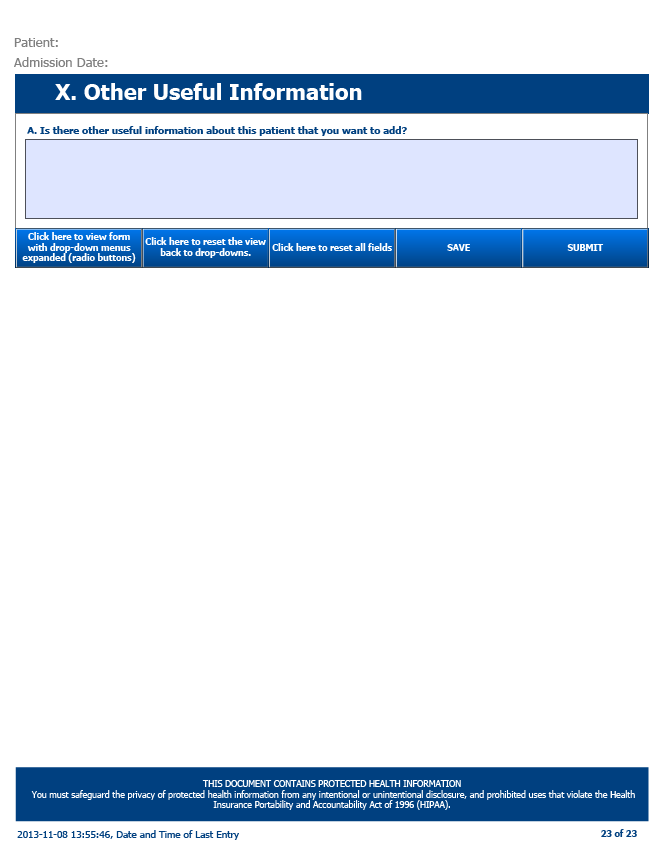 Patient:
Admission Date:
X. Other Useful Information
A. Is there other useful information about this patient that you want to add?
Click here to view form
with drop-down menus
expanded (radio buttons)
Click here to reset the view
back to drop-downs.
Click here to reset all fields
SAVE
SUBMIT
THIS DOCUMENT CONTAINS PROTECTED HEALTH INFORMATION
You must safeguard the privacy of protected health information from any intentional or unintentional disclosure, and prohibited uses that violate the Health
Insurance Portability and Accountability Act of 1996 (HIPAA).
2013-11-08 13:55:46, Date and Time of Last Entry
23 of 23